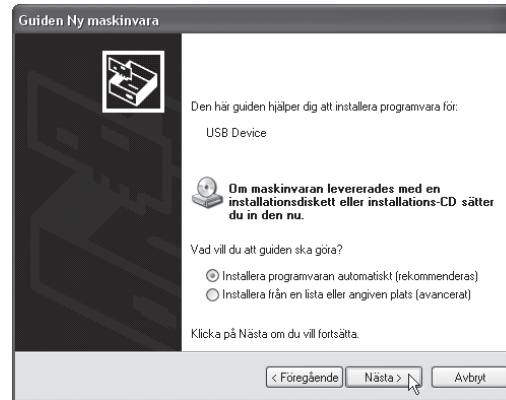 Guiden Ny maskinvara
Den här guiden hjälper dig att installera programvara för:
USB Device
Om maskinvaran levererades med en
installationsdiskett eller installations-CD sätter
du in den nu.
Vad vill du att guiden ska göra?
Installera programvaran automatiskt (rekommenderas)
Installera från en lista eller angiven plats (avancerat)
Klicka på Nästa om du vill fortsätta.
< Föregående Nästa > Avbryt